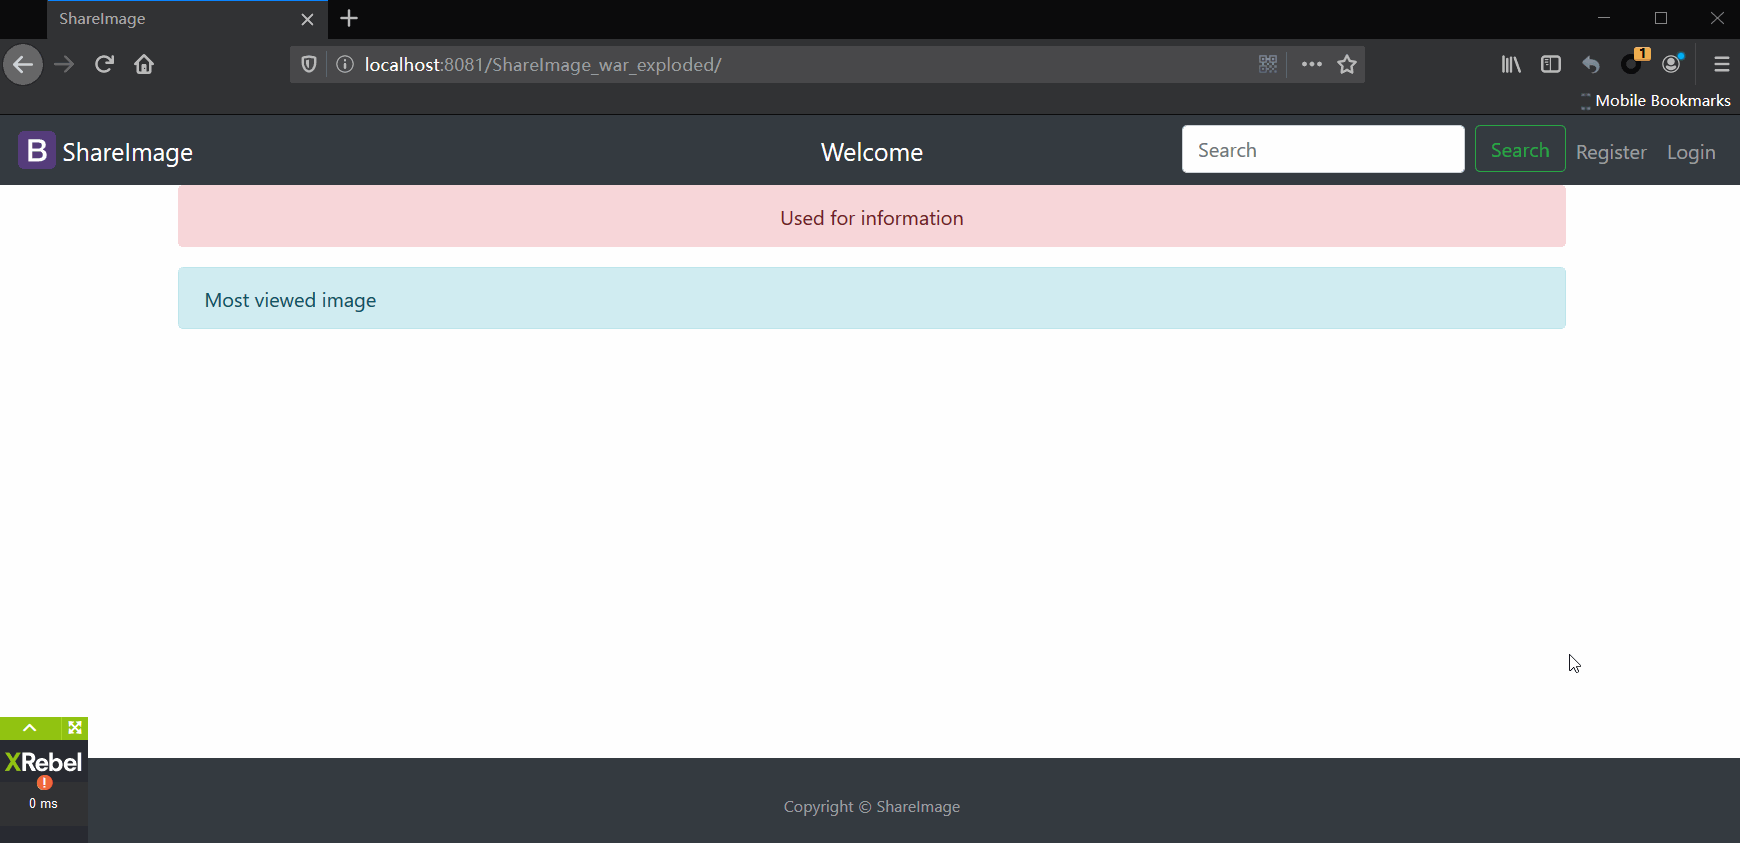 ShareImage
localhost:8081/ShareImage_war_exploded/
1
Mobile Bookmarks
B ShareImage
Welcome
Search
Search
Register
Login
Used for information
Most viewed image
XRebel
!
0 ms
Copyright © ShareImage